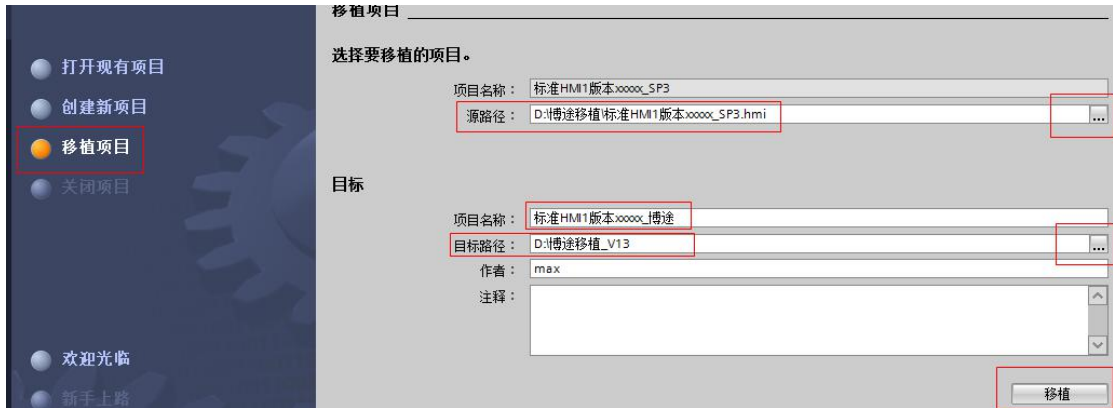 移植项目
打开现有项目
创建新项目
移植项目
关闭项目
欢迎光临
新手上路
选择要移植的项目。
项目名称： 标准HMI1版本xxxxx_SP3
源路径： D:\博途移植\标准HMI1版本xxxxx_SP3.hmi
...
目标
项目名称： 标准HMI1版本xxxxx_博途
目标路径： D:\博途移植_V13
...
作者： max
注释：
移植